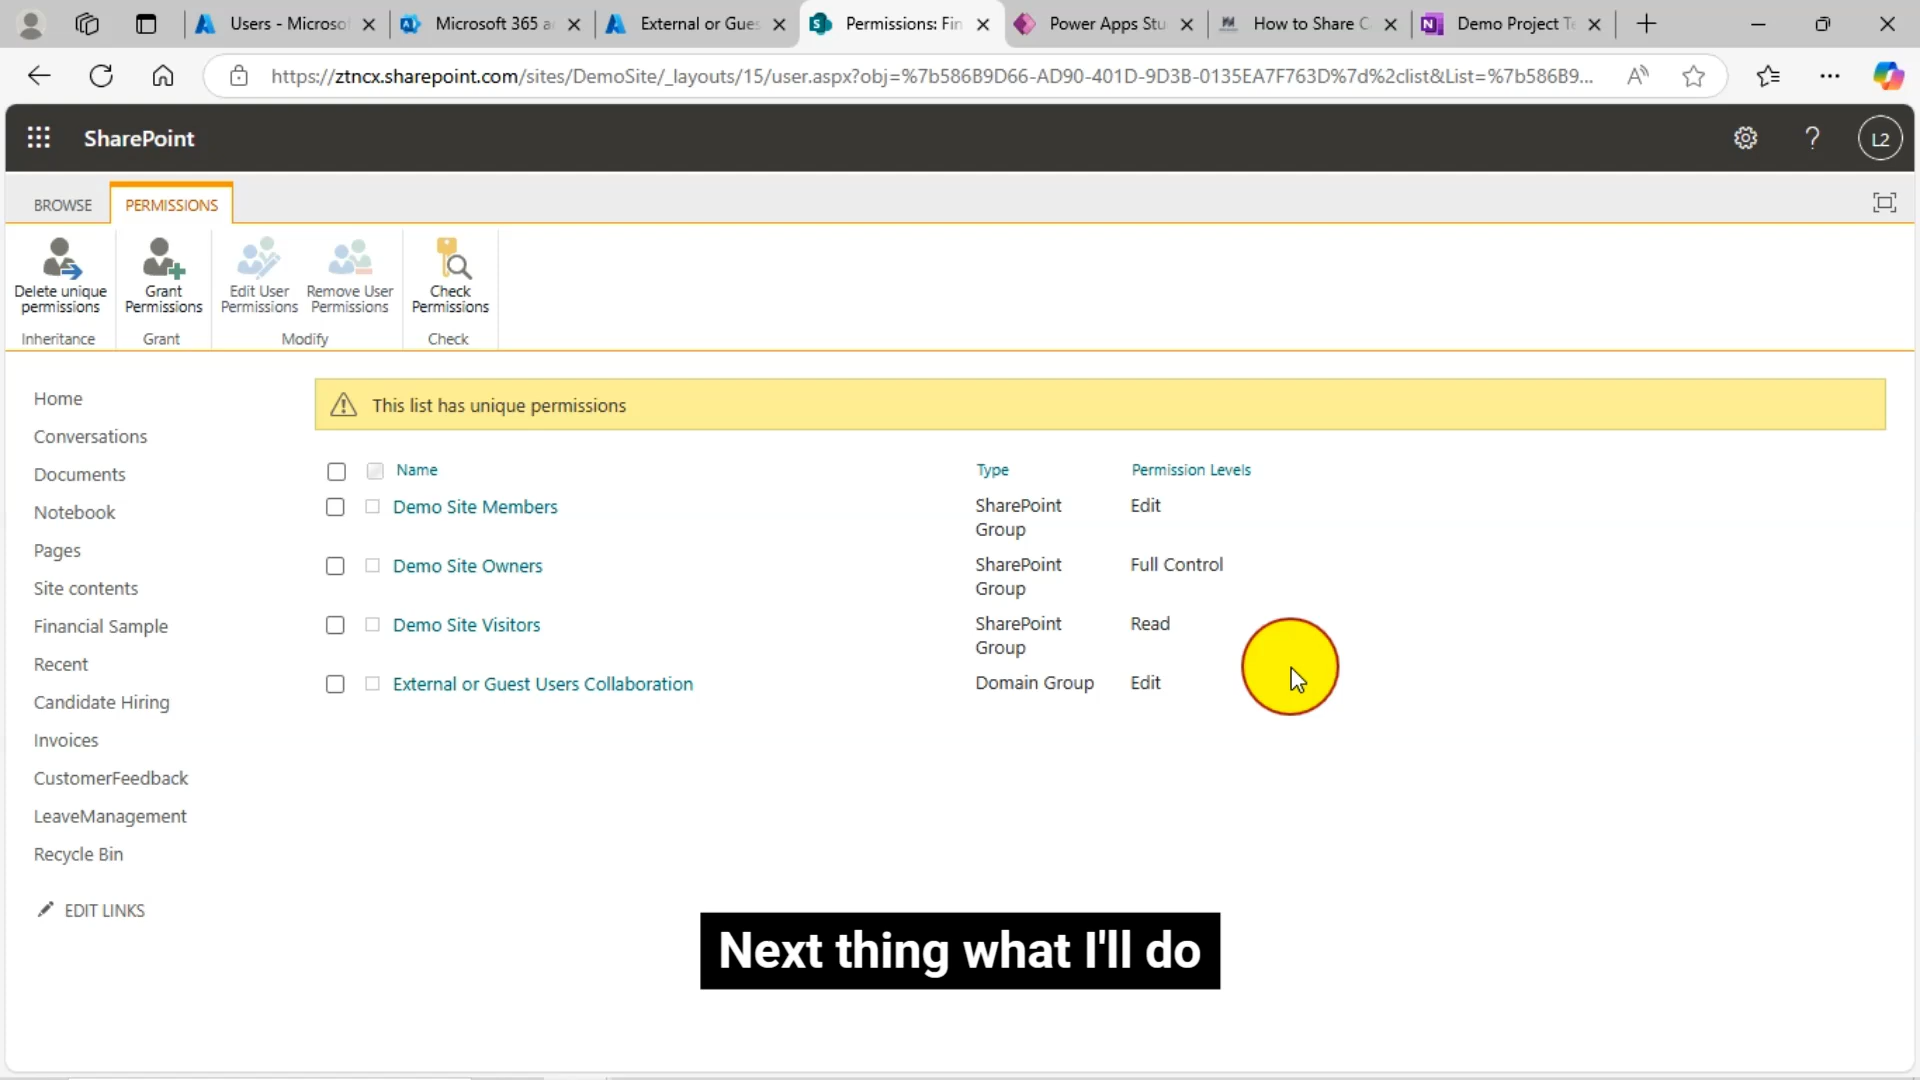 Users - Microsof
Microsoft 365 a
External or Gues
Permissions: Fin
Power Apps Stu
How to Share C
Demo Project Te
https://ztncx.sharepoint.com/sites/DemoSite/_layouts/15/user.aspx?obj=%7b586B9D66-AD90-401D-9D3B-0135EA7F763D%7d%2clist&List=%7b586B9...
SharePoint
L2
BROWSE
PERMISSIONS
Delete unique
permissions
Grant
Permissions
Edit User
Permissions
Remove User
Permissions
Check
Permissions
Inheritance
Grant
Modify
Check
Home
Conversations
Documents
Notebook
Pages
Site contents
Financial Sample
Recent
Candidate Hiring
Invoices
CustomerFeedback
LeaveManagement
Recycle Bin
EDIT LINKS
This list has unique permissions
Name Type Permission Levels
Demo Site Members SharePoint Edit
Group
Demo Site Owners SharePoint Full Control
Group
Demo Site Visitors SharePoint Read
Group
External or Guest Users Collaboration Domain Group Edit
Next thing what I'll do